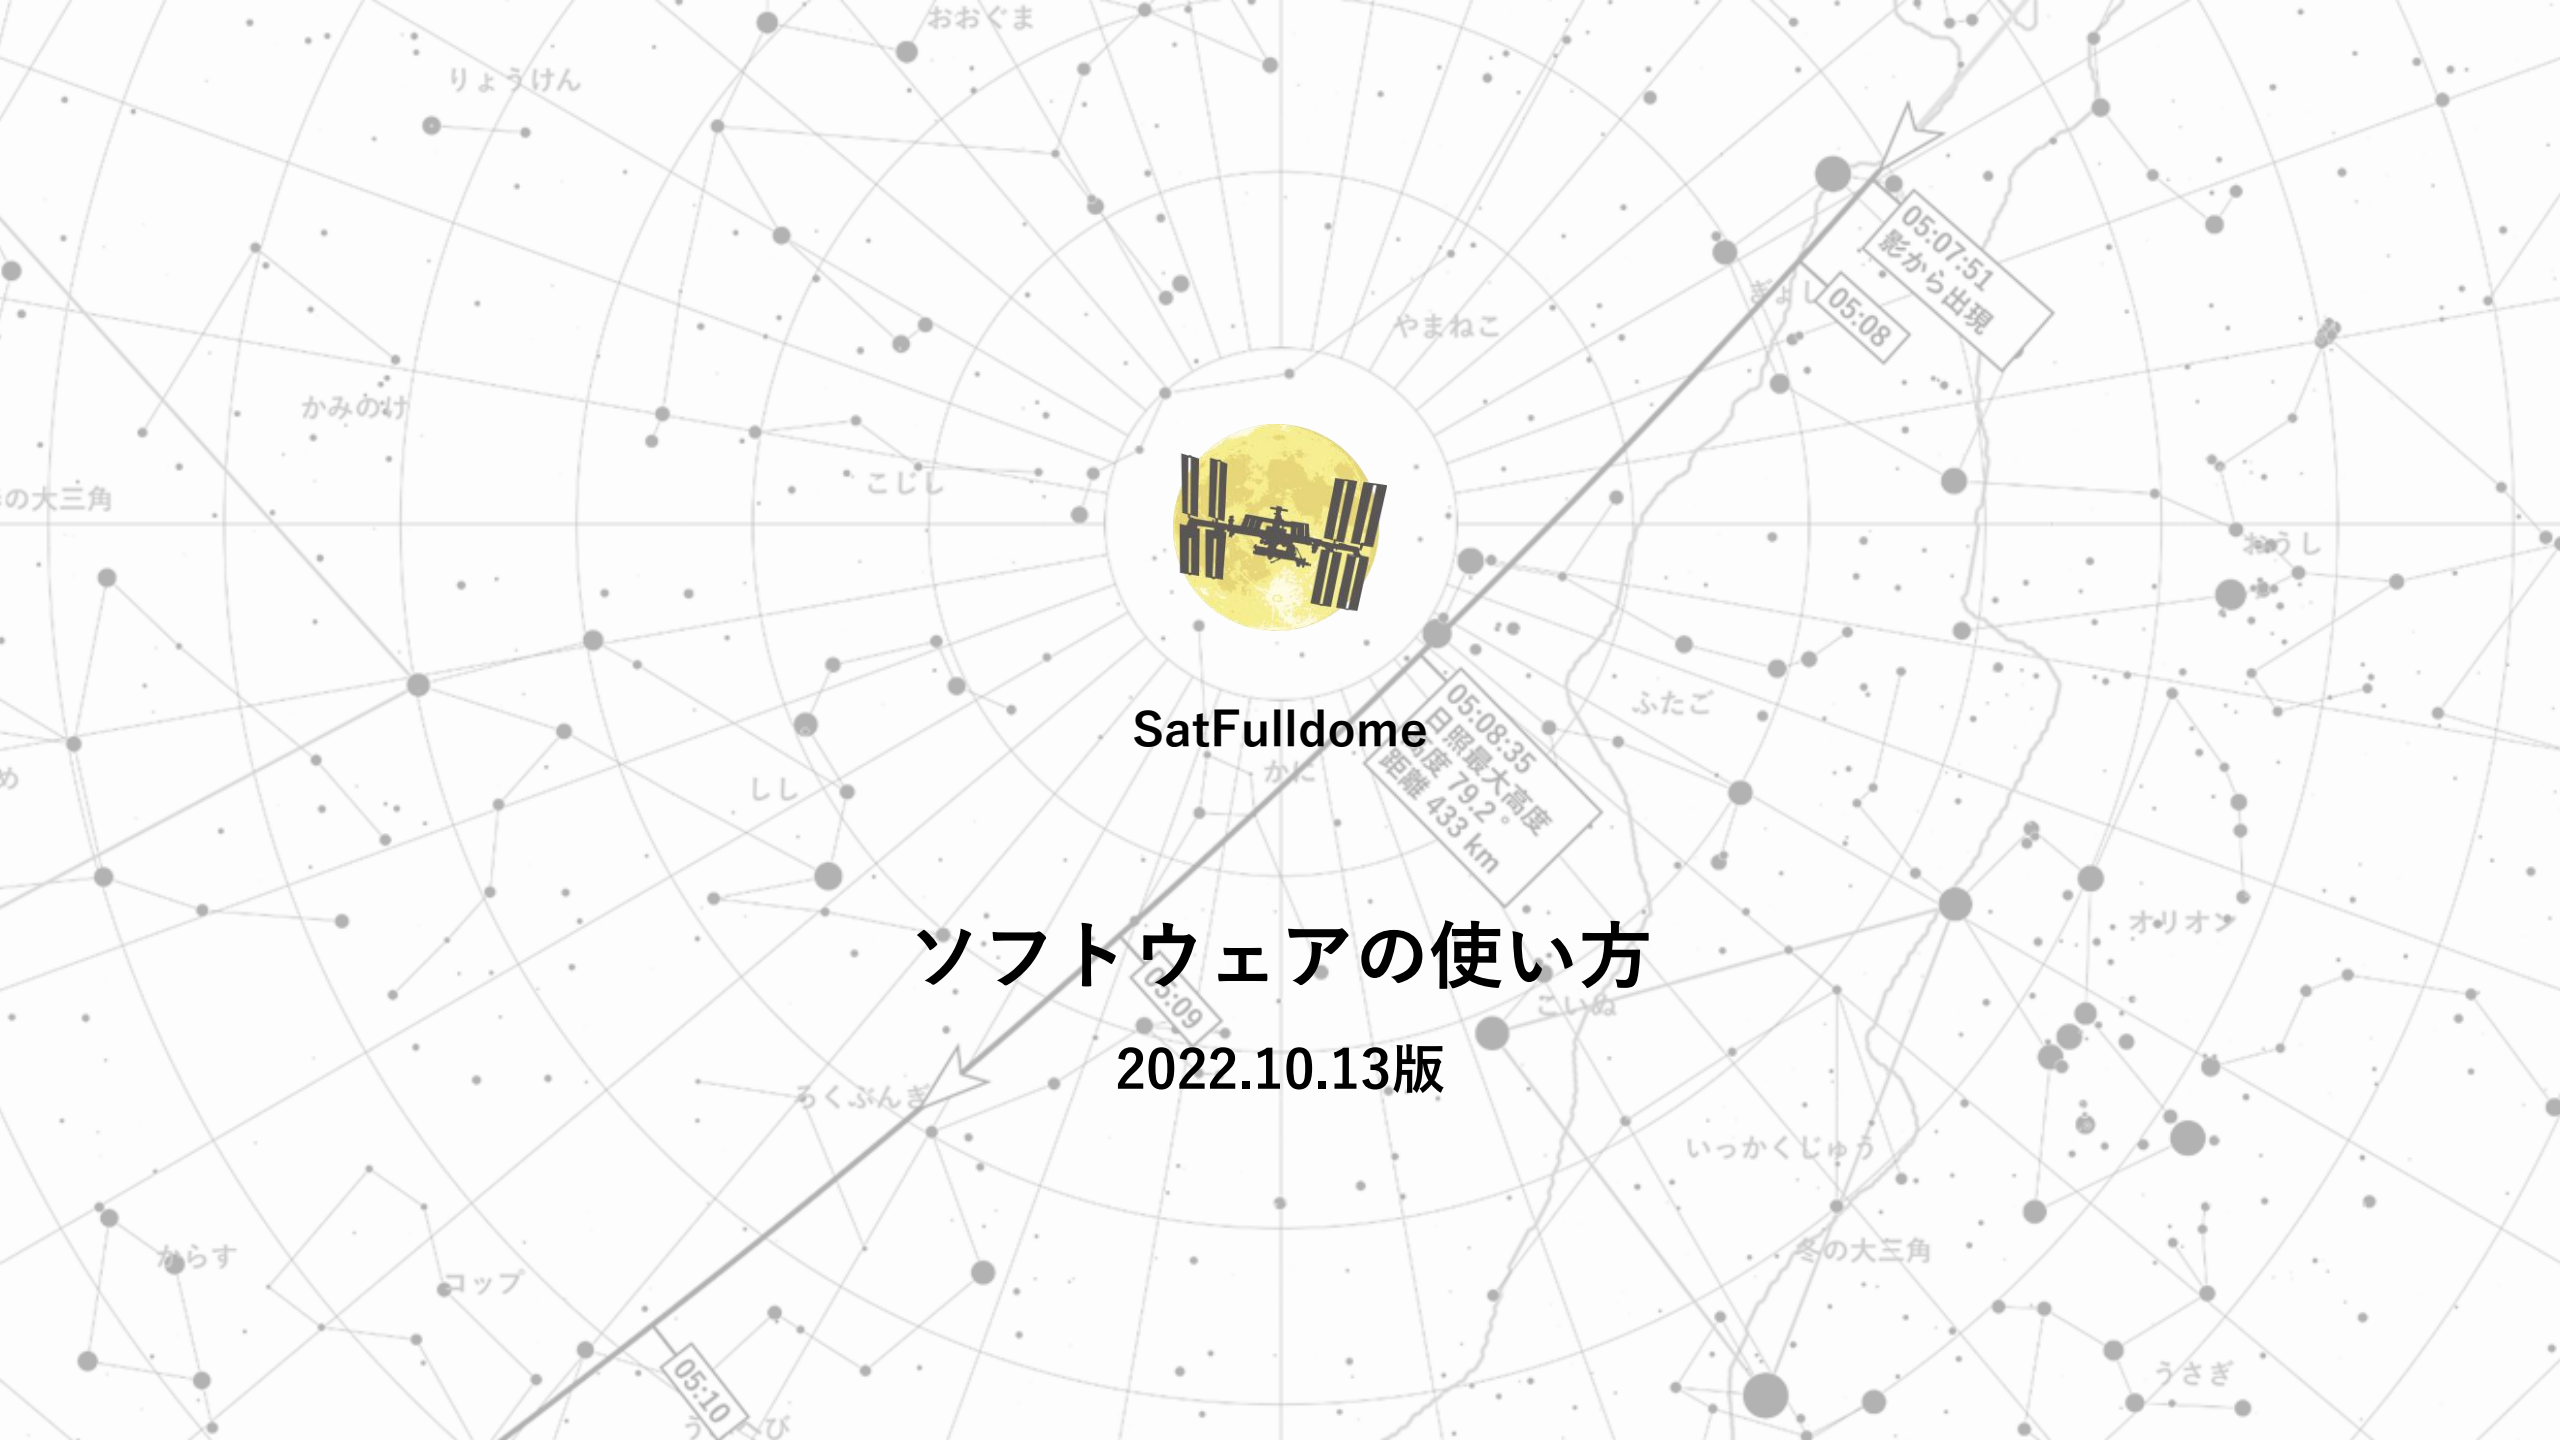 おおぐま
りょうけん
05:07:51
影から出現
05:08
やまねこ
かみのけ
こじし
の大三角
おうし
ふたご
SatFulldome
05:08:35
日照最大高度
高度 79.2°
距離 433 km
かに
め
しし
オリオン
ソフトウェアの使い方
こいぬ
05:09
2022.10.13版
ろくぶんぎ
いっかくじゅう
からす
冬の大三角
コップ
うさぎ
05:10